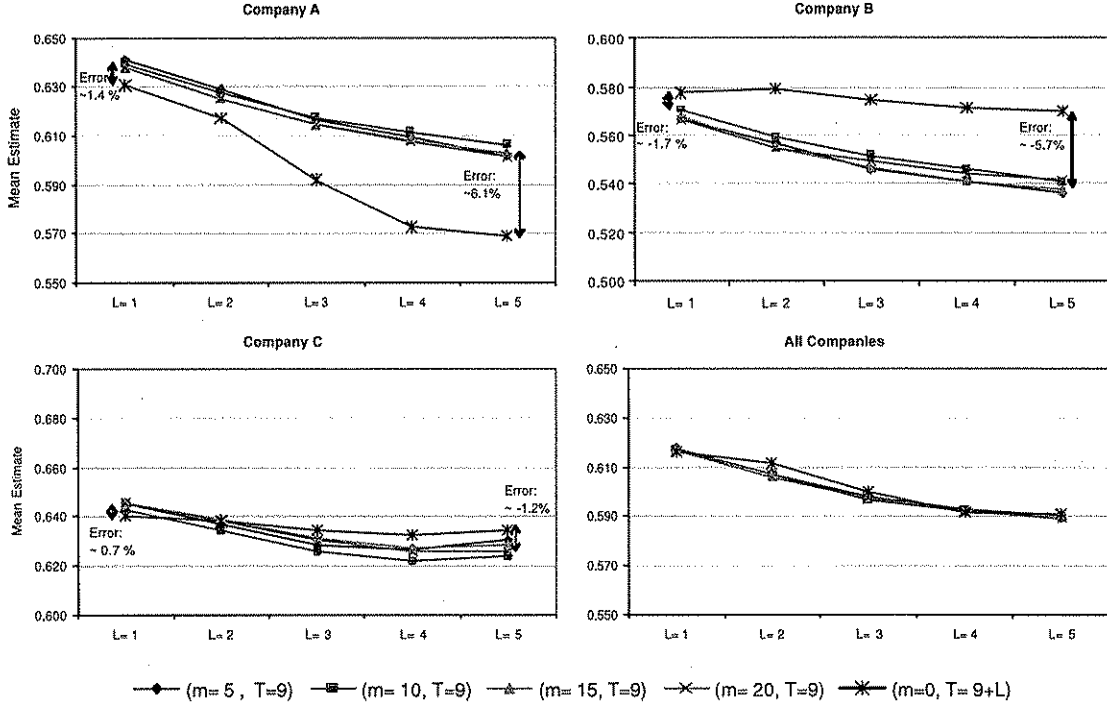 Company A
Mean Estimate
0.650
0.630
0.610
0.590
0.570
0.550
Error:
~1.4 %
Error:
~6.1%
L= 1
L= 2
L= 3
L= 4
L= 5
Company B
0.600
0.580
0.560
0.540
0.520
0.500
Error:
~ -1.7 %
Error:
~ -5.7%
L= 1
L= 2
L= 3
L= 4
L= 5
Company C
Mean Estimate
0.700
0.680
0.660
0.640
0.620
0.600
Error:
~ 0.7 %
Error:
~ -1.2%
L= 1
L= 2
L= 3
L= 4
L= 5
All Companies
0.650
0.630
0.610
0.590
0.570
0.550
L= 1
L= 2
L= 3
L= 4
L= 5
(m= 5 , T=9) (m= 10, T=9) (m= 15, T=9) (m= 20, T=9) (m=0, T= 9+L)